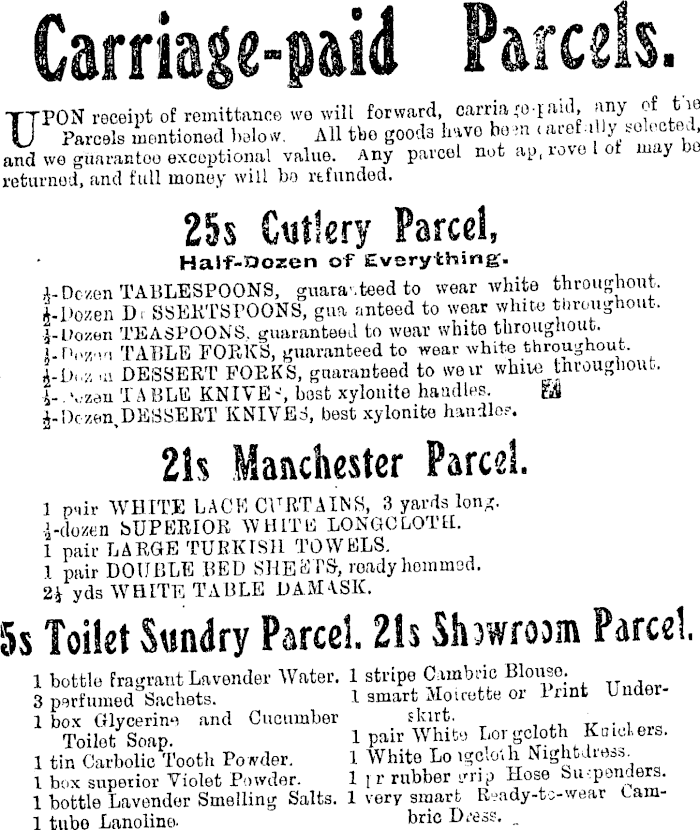 Carriage-paid Parcels.
UPON receipt of remittance we will forward, carriage-paid, any of the
Parcels mentioned below. All the goods have been carefully selected,
and we guarantee exceptional value. Any parcel not approved of may be
returned, and full money will be refunded.
25s Cutlery Parcel,
Half-Dozen of Everything.
½-Dozen TABLESPOONS, guaranteed to wear white throughout.
½-Dozen DESSERTSPOONS, guaranteed to wear white throughout.
½-Dozen TEASPOONS, guaranteed to wear white throughout.
½-Dozen TABLE FORKS, guaranteed to wear white throughout.
½-Dozen DESSERT FORKS, guaranteed to wear white throughout.
½-Dozen TABLE KNIVES, best xylonite handles.
½-Dozen DESSERT KNIVES, best xylonite handles.
21s Manchester Parcel.
1 pair WHITE LACE CURTAINS, 3 yards long.
½-dozen SUPERIOR WHITE LONGCLOTH.
1 pair LARGE TURKISH TOWELS.
1 pair DOUBLE BED SHEETS, ready hemmed.
2½ yds WHITE TABLE DAMASK.
5s Toilet Sundry Parcel.
1 bottle fragrant Lavender Water.
3 perfumed Sachets.
1 box Glycerine and Cucumber
Toilet Soap.
1 tin Carbolic Tooth Powder.
1 box superior Violet Powder.
1 bottle Lavender Smelling Salts.
1 tube Lanoline.
21s Showroom Parcel.
1 stripe Cambric Blouse.
1 smart Moirette or Print Under-
skirt.
1 pair White Longcloth Knickers.
1 White Longcloth Nightdress.
1 pr rubber grip Hose Suspenders.
1 very smart Ready-to-wear Cam-
bric Dress.